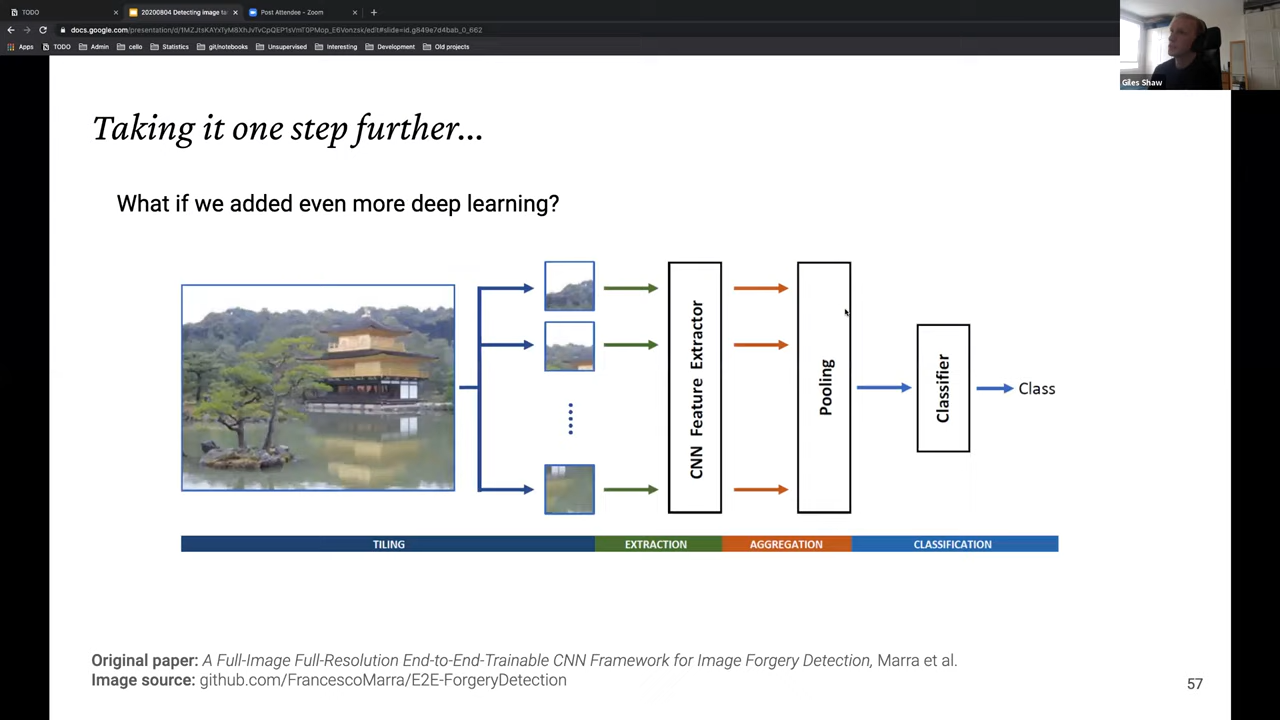 TODO
20200804 Detecting image ta
Post Attendee - Zoom
Apps
TODO
Admin
cello
Statistics
git/notebooks
Unsupervised
Interesting
Development
Old projects
Giles Shaw
Taking it one step further...
What if we added even more deep learning?
CNN Feature Extractor
Pooling
Classifier
Class
TILING
EXTRACTION
AGGREGATION
CLASSIFICATION
Original paper: A Full-Image Full-Resolution End-to-End-Trainable CNN Framework for Image Forgery Detection, Marra et al.
Image source: github.com/FrancescoMarra/E2E-ForgeryDetection
57